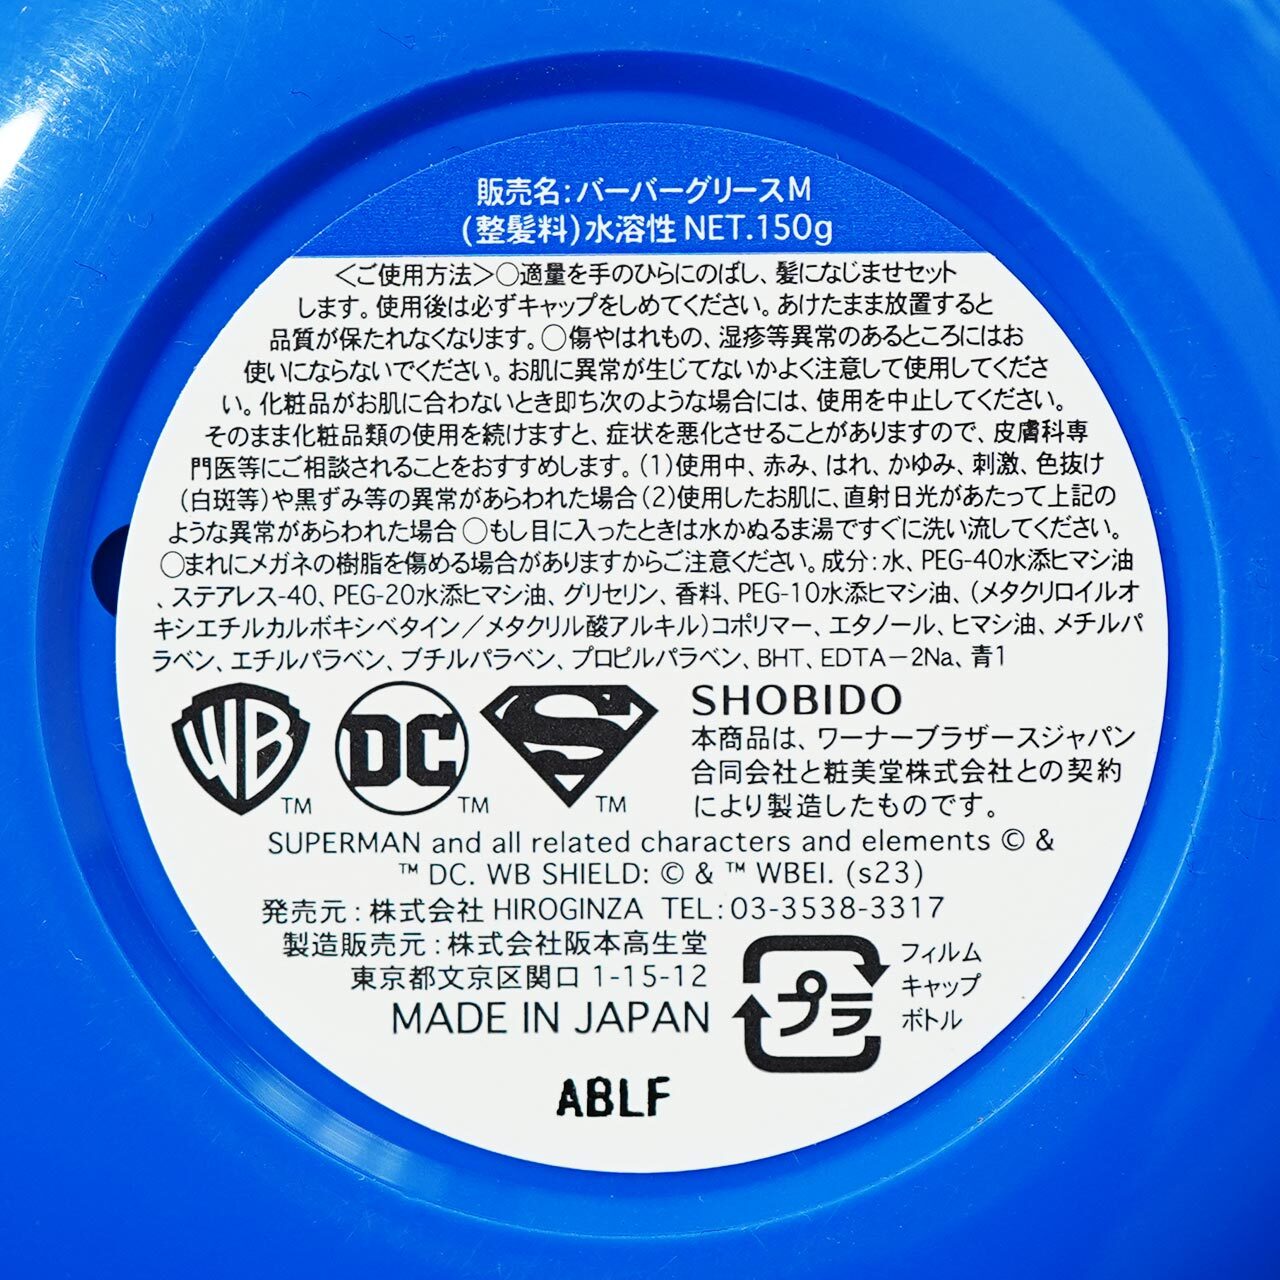 販売名:バーバーグリースM
(整髪料)水溶性 NET.150g
＜ご使用方法＞○適量を手のひらにのばし、髪になじませセット
します。使用後は必ずキャップをしめてください。あけたまま放置すると
品質が保たれなくなります。○傷やはれもの、湿疹等異常のあるところにはお
使いにならないでください。お肌に異常が生じてないかよく注意して使用してくださ
い。化粧品がお肌に合わないとき即ち次のような場合には、使用を中止してください。
そのまま化粧品類の使用を続けますと、症状を悪化させることがありますので、皮膚科専
門医等にご相談されることをおすすめします。(1)使用中、赤み、はれ、かゆみ、刺激、色抜け
(白斑等)や黒ずみ等の異常があらわれた場合(2)使用したお肌に、直射日光があたって上記の
ような異常があらわれた場合 ○もし目に入ったときは水かぬるま湯ですぐに洗い流してください。
○まれにメガネの樹脂を傷める場合がありますからご注意ください。成分:水、PEG-40水添ヒマシ油
、ステアレス-40、PEG-20水添ヒマシ油、グリセリン、香料、PEG-10水添ヒマシ油、(メタクリロイルオ
キシエチルカルボキシベタイン／メタクリル酸アルキル)コポリマー、エタノール、ヒマシ油、メチルパ
ラベン、エチルパラベン、ブチルパラベン、プロピルパラベン、BHT、EDTA－2Na、青1
WB TM DC TM S TM
SHOBIDO
本商品は、ワーナーブラザースジャパン
合同会社と粧美堂株式会社との契約
により製造したものです。
SUPERMAN and all related characters and elements © &
™ DC. WB SHIELD: © & ™ WBEI. (s23)
発売元:株式会社 HIROGINZA TEL:03-3538-3317
製造販売元:株式会社阪本高生堂
東京都文京区関口 1-15-12
MADE IN JAPAN
プラ
フィルム
キャップ
ボトル
ABLF